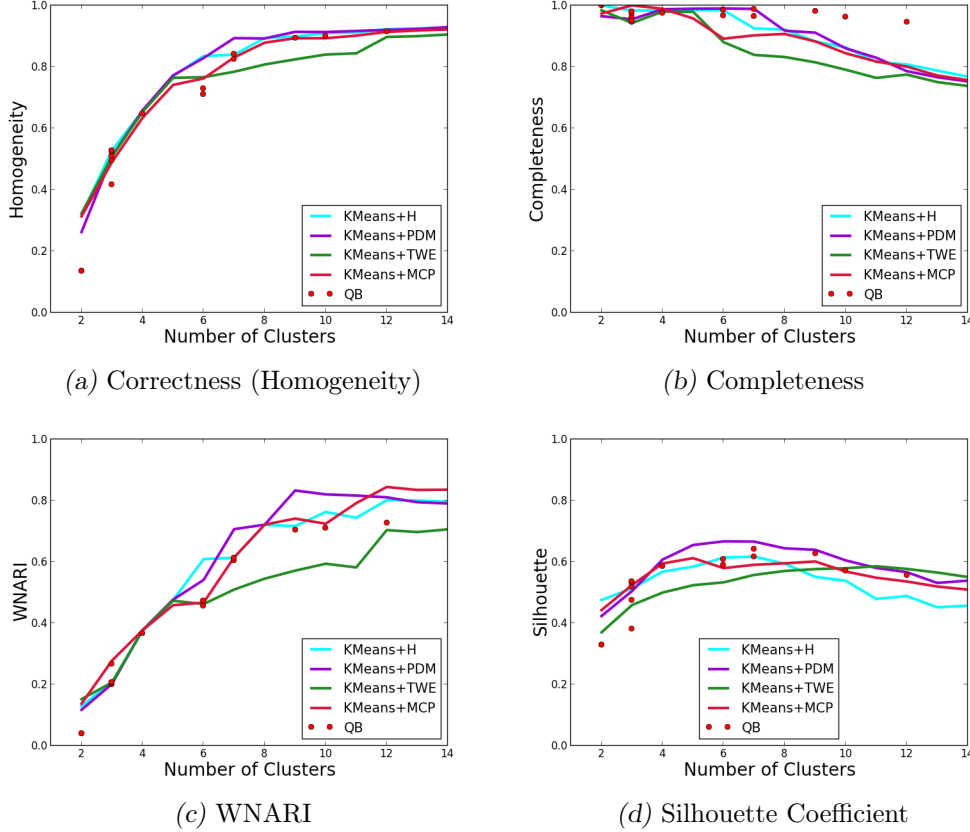 1.0
0.8
0.6
0.4
0.2
0.0
Homogeneity
KMeans+H
KMeans+PDM
KMeans+TWE
KMeans+MCP
QB
2 4 6 8 10 12 14
Number of Clusters
(a) Correctness (Homogeneity)
1.0
0.8
0.6
0.4
0.2
0.0
Completeness
KMeans+H
KMeans+PDM
KMeans+TWE
KMeans+MCP
QB
2 4 6 8 10 12 14
Number of Clusters
(b) Completeness
1.0
0.8
0.6
0.4
0.2
0.0
WNARI
KMeans+H
KMeans+PDM
KMeans+TWE
KMeans+MCP
QB
2 4 6 8 10 12 14
Number of Clusters
(c) WNARI
1.0
0.8
0.6
0.4
0.2
0.0
Silhouette
KMeans+H
KMeans+PDM
KMeans+TWE
KMeans+MCP
QB
2 4 6 8 10 12 14
Number of Clusters
(d) Silhouette Coefficient